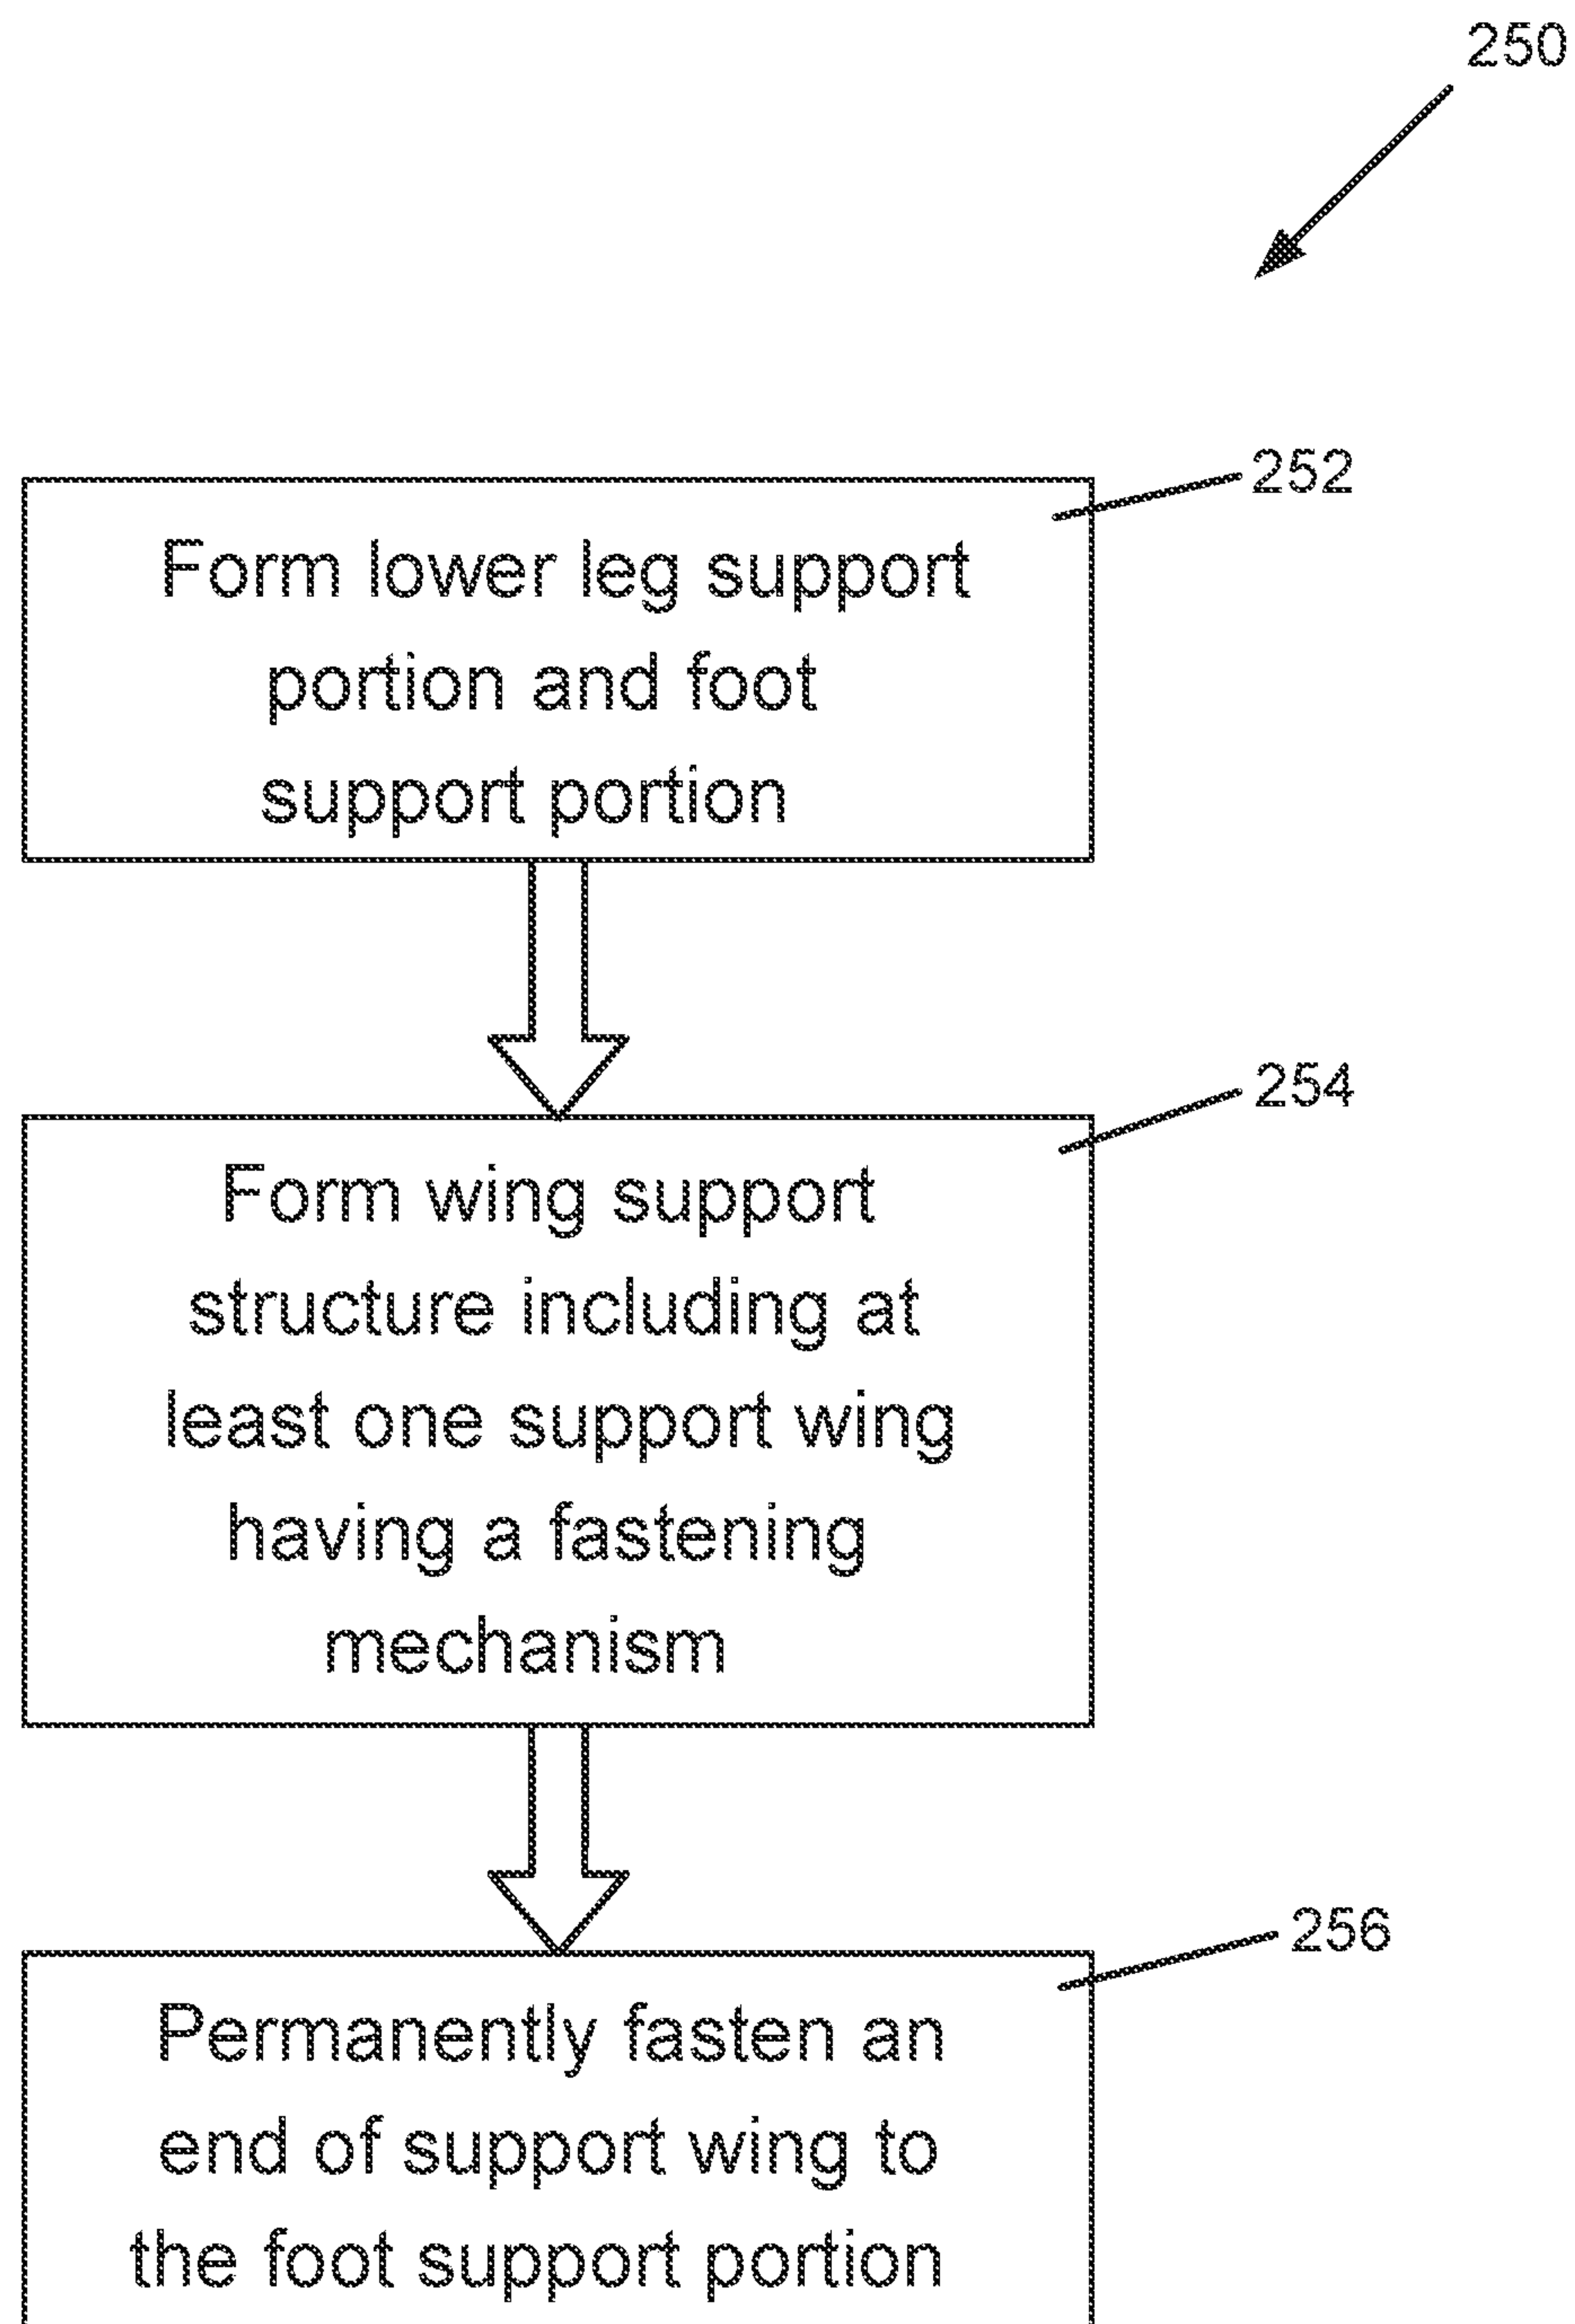 250
252
Form lower leg support
portion and foot
support portion
254
Form wing support
structure including at
least one support wing
having a fastening
mechanism
256
Permanently fasten an
end of support wing to
the foot support portion